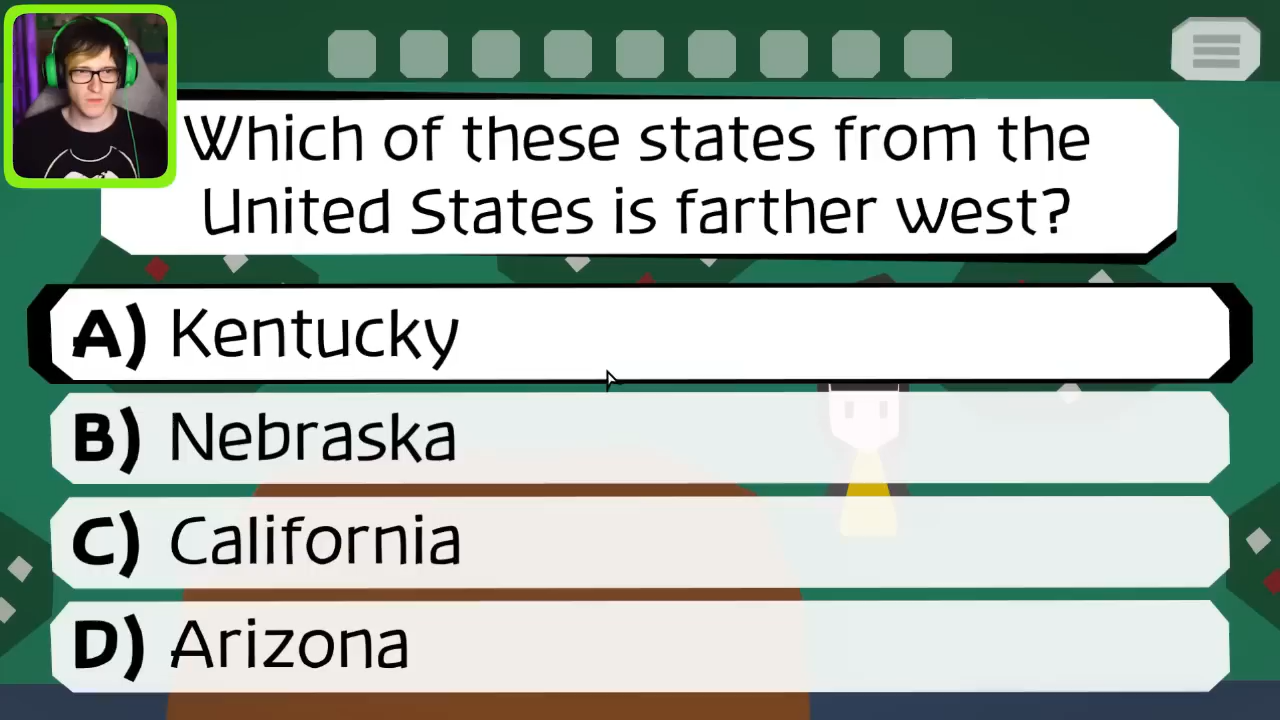 Which of these states from the
United States is farther west?
A) Kentucky
B) Nebraska
C) California
D) Arizona